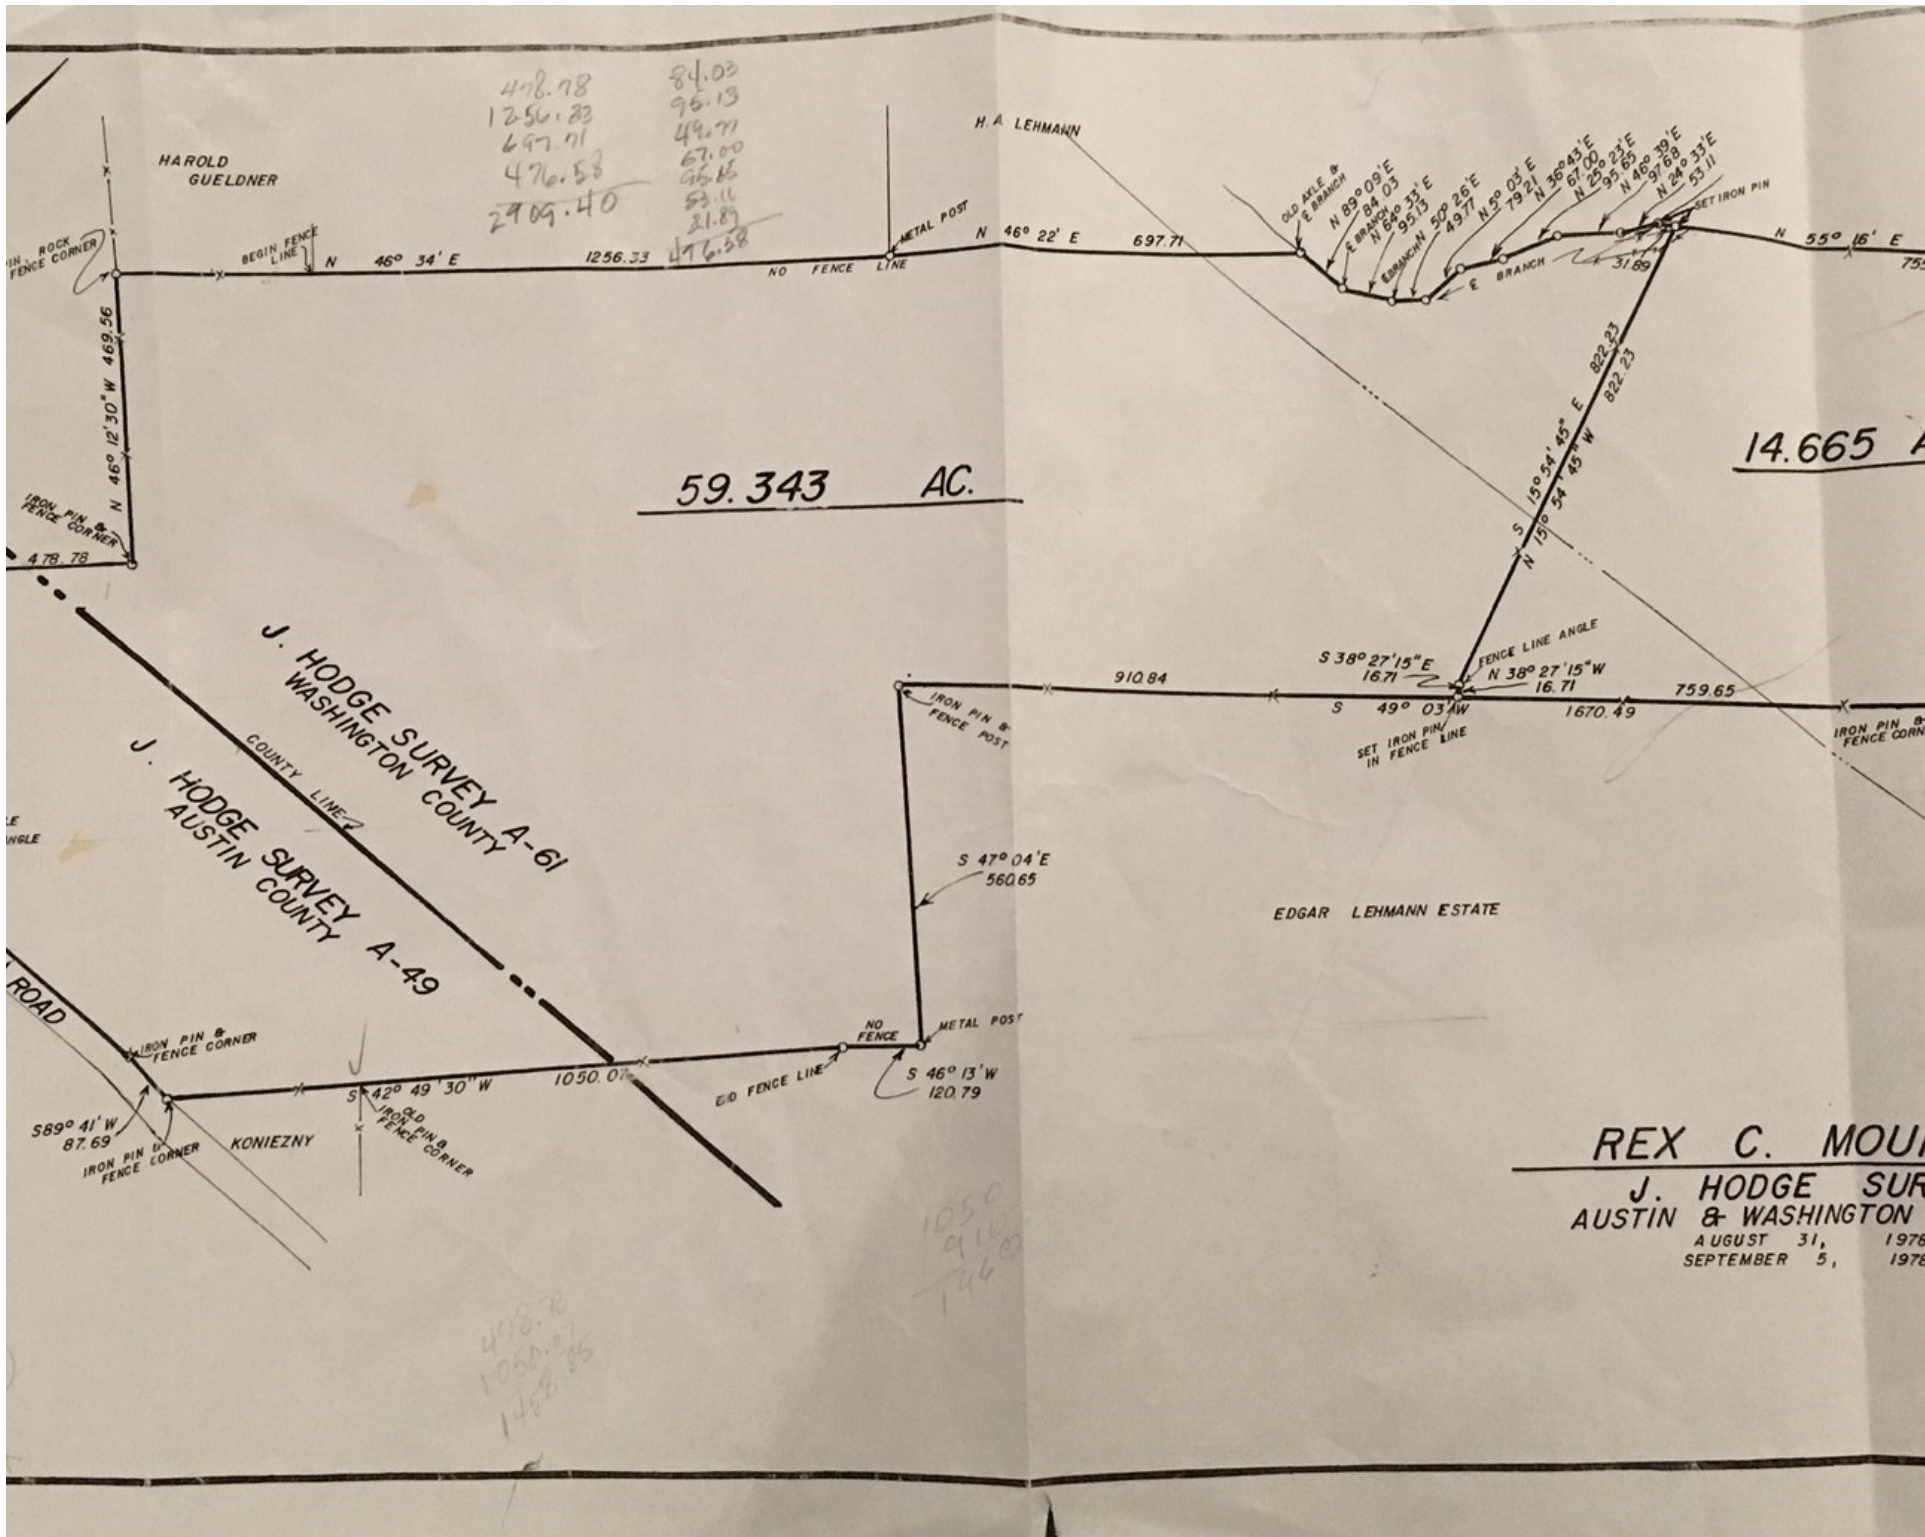 478.78
1256.33
697.71
476.58
2909.40
84.03
95.13
49.77
67.00
95.65
53.11
31.89
476.58
HAROLD
GUELDNER
H. A. LEHMANN
ROCK
FENCE CORNER
BEGIN FENCE
LINE
N 46° 34' E
1256.33
NO FENCE LINE
METAL POST
N 46° 22' E
697.71
OLD AXLE &
℄ BRANCH
N 89° 09' E
84.03
℄ BRANCH
N 64° 33' E
95.13
℄ BRANCH
N 50° 26' E
49.77
N 5° 03' E
79.21
N 36° 43' E
67.00
N 25° 23' E
95.65
N 46° 39' E
97.68
N 24° 33' E
53.11
SET IRON PIN
℄ BRANCH
31.89
N 55° 16' E
755
N 46° 12' 30" W 469.56
IRON PIN &
FENCE CORNER
478.78
59.343 AC.
14.665 A
S 15° 54' 45" E 822.23
N 15° 54' 45" W 822.23
J. HODGE SURVEY A-61
WASHINGTON COUNTY
COUNTY LINE
J. HODGE SURVEY A-49
AUSTIN COUNTY
LE
ANGLE
ROAD
910.84
IRON PIN &
FENCE POST
S 38° 27' 15" E
16.71
FENCE LINE ANGLE
N 38° 27' 15" W
16.71
759.65
S 49° 03' W
1670.49
SET IRON PIN
IN FENCE LINE
IRON PIN &
FENCE CORN
S 47° 04' E
560.65
EDGAR LEHMANN ESTATE
IRON PIN &
FENCE CORNER
NO
FENCE
METAL POST
S 42° 49' 30" W
1050.07
END FENCE LINE
S 46° 13' W
120.79
OLD
IRON PIN &
FENCE CORNER
S 89° 41' W
87.69
IRON PIN &
FENCE CORNER
KONIEZNY
REX C. MOU
J. HODGE SUR
AUSTIN & WASHINGTON
AUGUST 31, 1978
SEPTEMBER 5, 1978
1050
910
478.78
1050.07